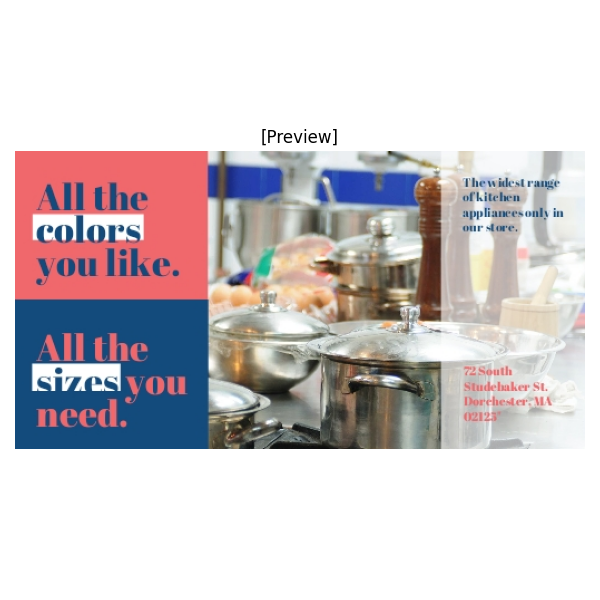 [Preview]
All the
colors
you like.
All the
sizes you
need.
The widest range
of kitchen
appliances only in
our store.
72 South
Studebaker St.
Dorchester, MA
02125